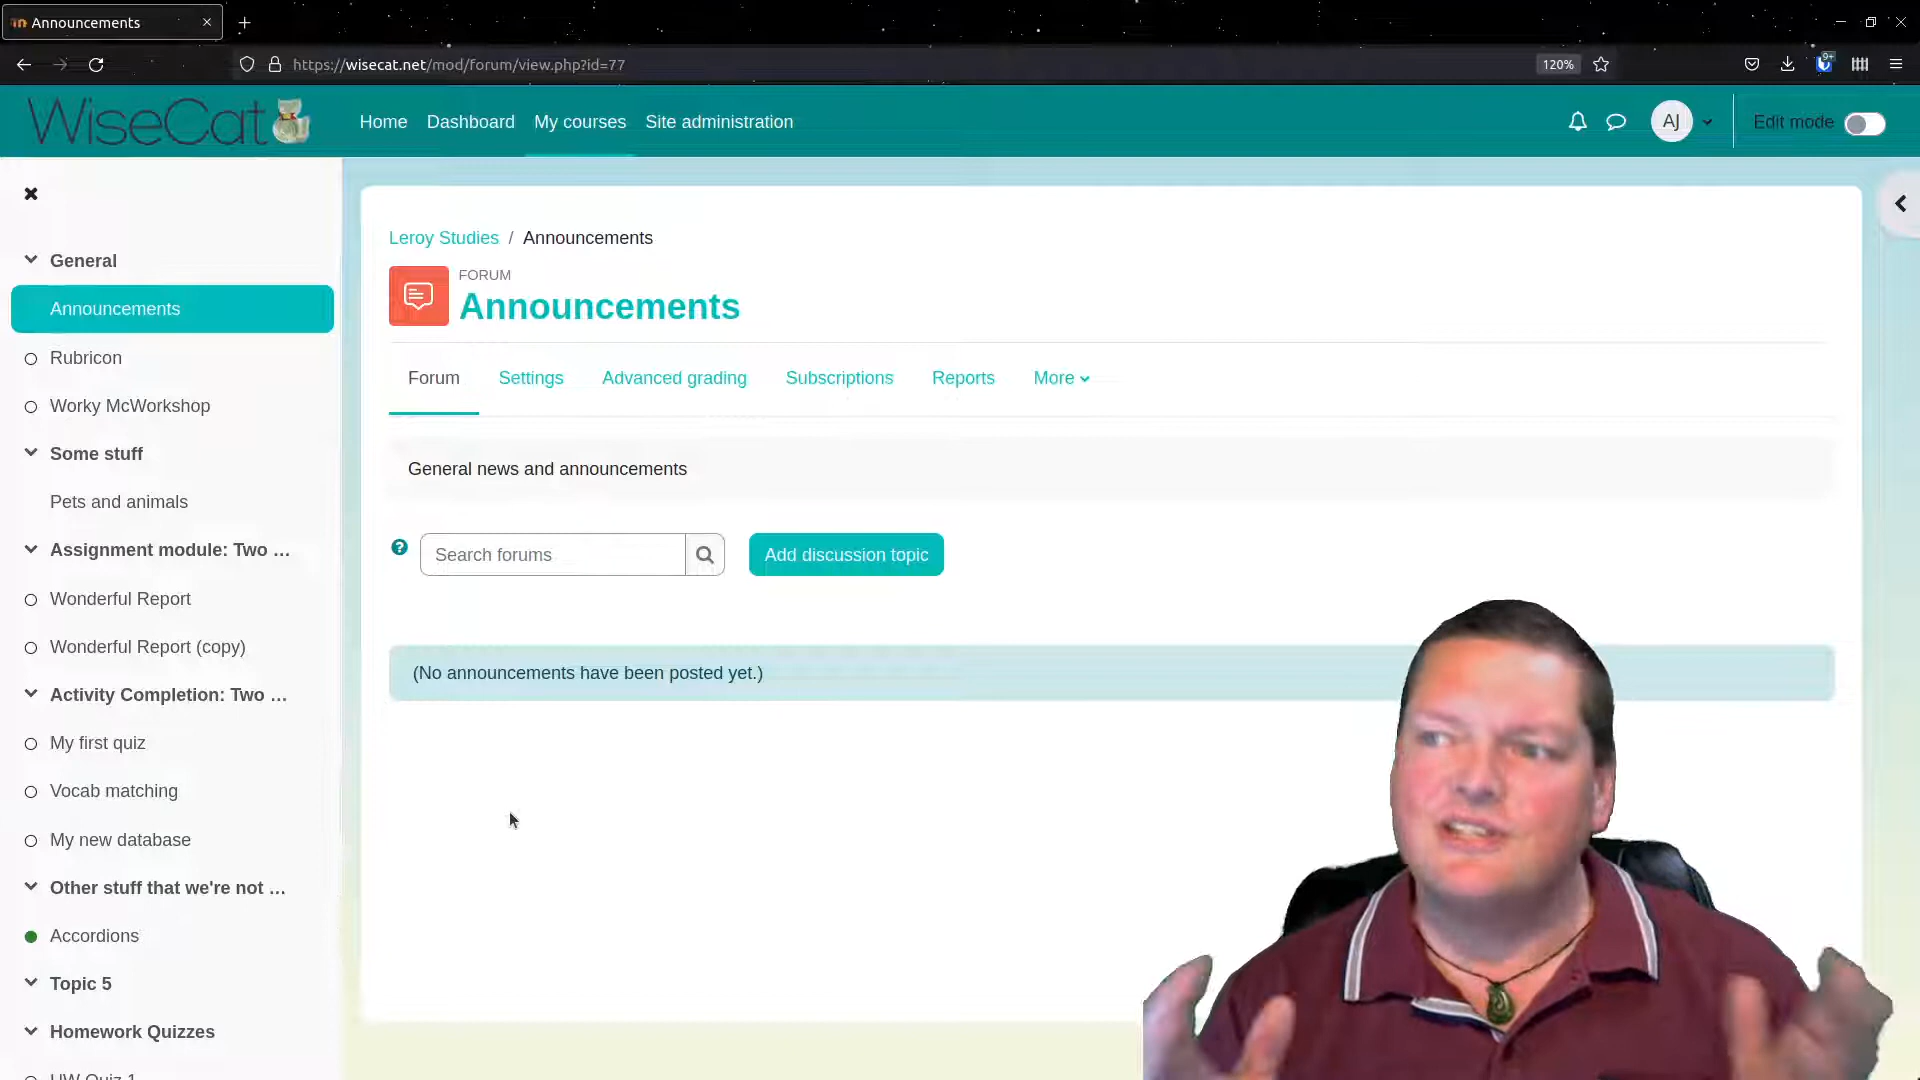 Announcements
https://wisecat.net/mod/forum/view.php?id=77
120%
9+
WiseCat
Home
Dashboard
My courses
Site administration
AJ
Edit mode
General
Announcements
Rubricon
Worky McWorkshop
Some stuff
Pets and animals
Assignment module: Two ...
Wonderful Report
Wonderful Report (copy)
Activity Completion: Two ...
My first quiz
Vocab matching
My new database
Other stuff that we're not ...
Accordions
Topic 5
Homework Quizzes
HW Quiz 1
Leroy Studies / Announcements
FORUM
Announcements
Forum
Settings
Advanced grading
Subscriptions
Reports
More
General news and announcements
Search forums
Add discussion topic
(No announcements have been posted yet.)